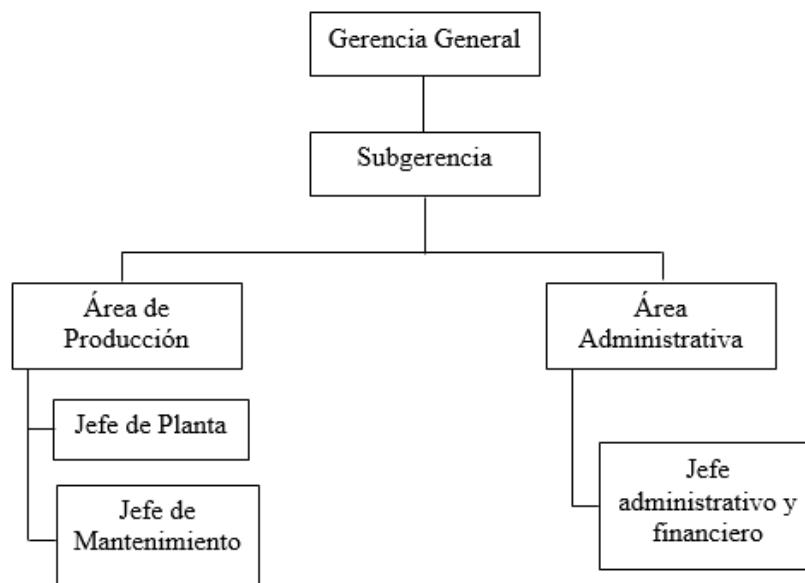 Gerencia General
Subgerencia
Área de
Producción
Área
Administrativa
Jefe de Planta
Jefe de
Mantenimiento
Jefe
administrativo y
financiero